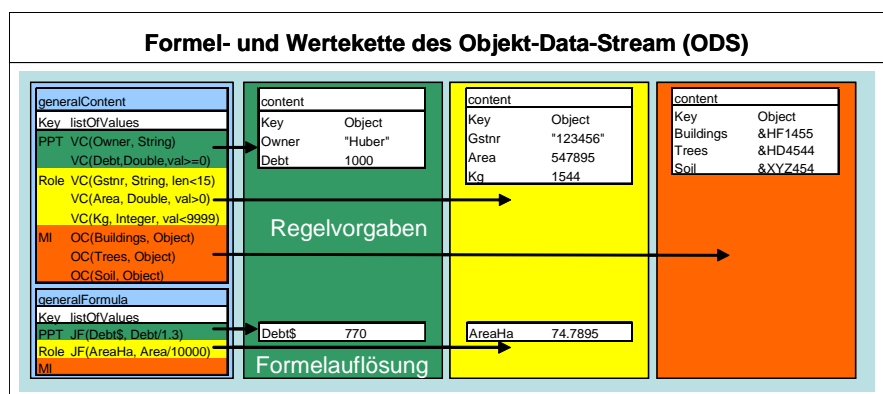 Formel- und Wertekette des Objekt-Data-Stream (ODS)
generalContent
Key listOfValues
PPT VC(Owner, String)
VC(Debt,Double,val>=0)
Role VC(Gstnr, String, len<15)
VC(Area, Double, val>0)
VC(Kg, Integer, val<9999)
MI OC(Buildings, Object)
OC(Trees, Object)
OC(Soil, Object)
generalFormula
Key listOfValues
PPT JF(Debt$, Debt/1.3)
Role JF(AreaHa, Area/10000)
MI
content
Key Object
Owner "Huber"
Debt 1000
Regelvorgaben
Debt$ 770
Formelauflösung
content
Key Object
Gstnr "123456"
Area 547895
Kg 1544
AreaHa 74.7895
content
Key Object
Buildings &HF1455
Trees &HD4544
Soil &XYZ454